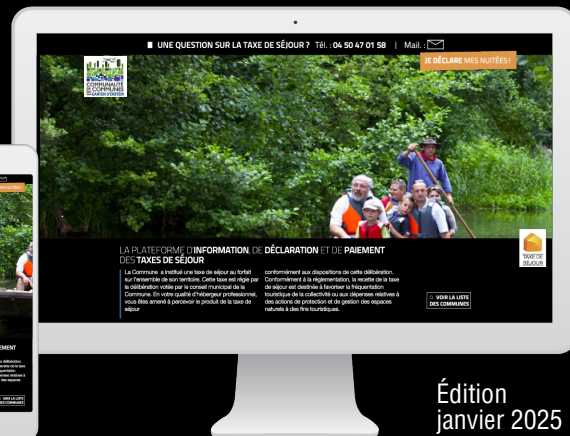 UNE QUESTION SUR LA TAXE DE SÉJOUR ? Tél. : 04 50 47 01 58 | Mail. :
JE DÉCLARE MES NUITÉES !
COMMUNAUTÉ
DE COMMUNES
CANTON D'ERSTEIN
LA PLATEFORME D'INFORMATION, DE DÉCLARATION ET DE PAIEMENT
DES TAXES DE SÉJOUR
La Commune a institué une taxe de séjour au forfait
sur l'ensemble de son territoire. Cette taxe est régie par
la délibération votée par le conseil municipal de la
Commune. En votre qualité d'hébergeur professionnel,
vous êtes amené à percevoir le produit de la taxe de
séjour
conformément aux dispositions de cette délibération.
Conformément à la réglementation, la recette de la taxe
de séjour est destinée à favoriser la fréquentation
touristique de la collectivité ou aux dépenses relatives à
des actions de protection et de gestion des espaces
naturels à des fins touristiques.
TAXE DE
SÉJOUR
VOIR LA LISTE
DES COMMUNES
Édition
janvier 2025